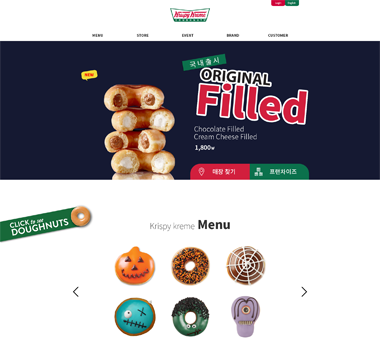 Login English
Krispy Kreme
DOUGHNUTS
MENU STORE EVENT BRAND CUSTOMER
NEW
국내 출시
ORIGINAL
Filled
Chocolate Filled
Cream Cheese Filled
1,800₩
매장 찾기 프랜차이즈
CLICK to see
DOUGHNUTS
Krispy kreme Menu